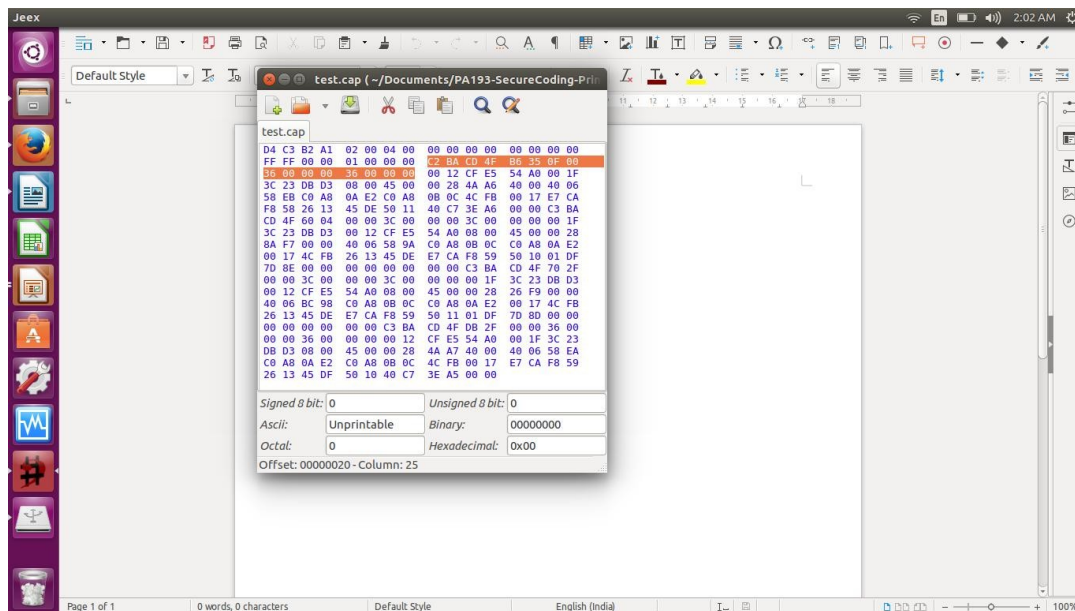 Jeex
En
2:02 AM
Default Style
test.cap ( ~/Documents/PA193-SecureCoding-Prin
11 12 13 14 15 16 17 18
test.cap
D4 C3 B2 A1 02 00 04 00 00 00 00 00 00 00 00 00
FF FF 00 00 01 00 00 00 C2 BA CD 4F B6 35 0F 00
36 00 00 00 36 00 00 00 00 12 CF E5 54 A0 00 1F
3C 23 DB D3 08 00 45 00 00 28 4A A6 40 00 40 06
58 EB C0 A8 0A E2 C0 A8 0B 0C 4C FB 00 17 E7 CA
F8 58 26 13 45 DE 50 11 40 C7 3E A6 00 00 C3 BA
CD 4F 60 04 00 00 3C 00 00 00 3C 00 00 00 00 1F
3C 23 DB D3 00 12 CF E5 54 A0 08 00 45 00 00 28
8A F7 00 00 40 06 58 9A C0 A8 0B 0C C0 A8 0A E2
00 17 4C FB 26 13 45 DE E7 CA F8 59 50 10 01 DF
7D 8E 00 00 00 00 00 00 00 00 C3 BA CD 4F 70 2F
00 00 3C 00 00 00 3C 00 00 00 00 1F 3C 23 DB D3
00 12 CF E5 54 A0 08 00 45 00 00 28 26 F9 00 00
40 06 BC 98 C0 A8 0B 0C C0 A8 0A E2 00 17 4C FB
26 13 45 DE E7 CA F8 59 50 11 01 DF 7D 8D 00 00
00 00 00 00 00 00 C3 BA CD 4F DB 2F 00 00 36 00
00 00 36 00 00 00 00 12 CF E5 54 A0 00 1F 3C 23
DB D3 08 00 45 00 00 28 4A A7 40 00 40 06 58 EA
C0 A8 0A E2 C0 A8 0B 0C 4C FB 00 17 E7 CA F8 59
26 13 45 DF 50 10 40 C7 3E A5 00 00
Signed 8 bit: 0 Unsigned 8 bit: 0
Ascii: Unprintable Binary: 00000000
Octal: 0 Hexadecimal: 0x00
Offset: 00000020 - Column: 25
Page 1 of 1 0 words, 0 characters Default Style English (India) 100%